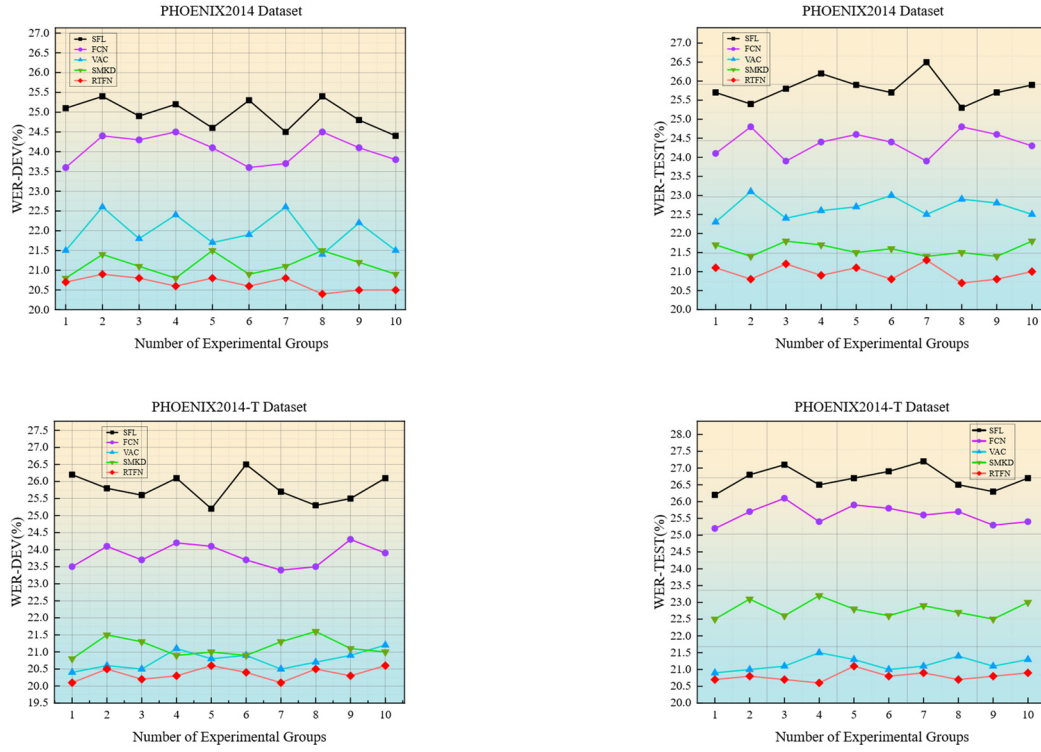 PHOENIX2014 Dataset
27.0
26.5
26.0
25.5
25.0
24.5
24.0
23.5
23.0
22.5
22.0
21.5
21.0
20.5
20.0
WER-DEV(%)
SFL
FCN
VAC
SMKD
RTFN
1 2 3 4 5 6 7 8 9 10
Number of Experimental Groups
PHOENIX2014 Dataset
27.0
26.5
26.0
25.5
25.0
24.5
24.0
23.5
23.0
22.5
22.0
21.5
21.0
20.5
20.0
WER-TEST(%)
SFL
FCN
VAC
SMKD
RTFN
1 2 3 4 5 6 7 8 9 10
Number of Experimental Groups
PHOENIX2014-T Dataset
27.5
27.0
26.5
26.0
25.5
25.0
24.5
24.0
23.5
23.0
22.5
22.0
21.5
21.0
20.5
20.0
19.5
WER-DEV(%)
SFL
FCN
VAC
SMKD
RTFN
1 2 3 4 5 6 7 8 9 10
Number of Experimental Groups
PHOENIX2014-T Dataset
28.0
27.5
27.0
26.5
26.0
25.5
25.0
24.5
24.0
23.5
23.0
22.5
22.0
21.5
21.0
20.5
20.0
WER-TEST(%)
SFL
FCN
VAC
SMKD
RTFN
1 2 3 4 5 6 7 8 9 10
Number of Experimental Groups